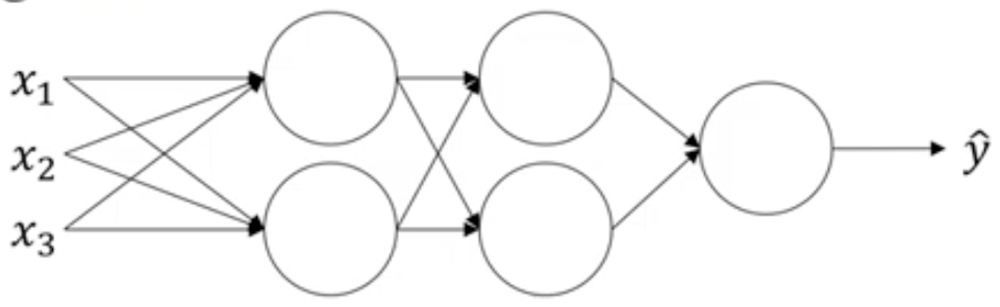 x₁
x₂
x₃
ŷ